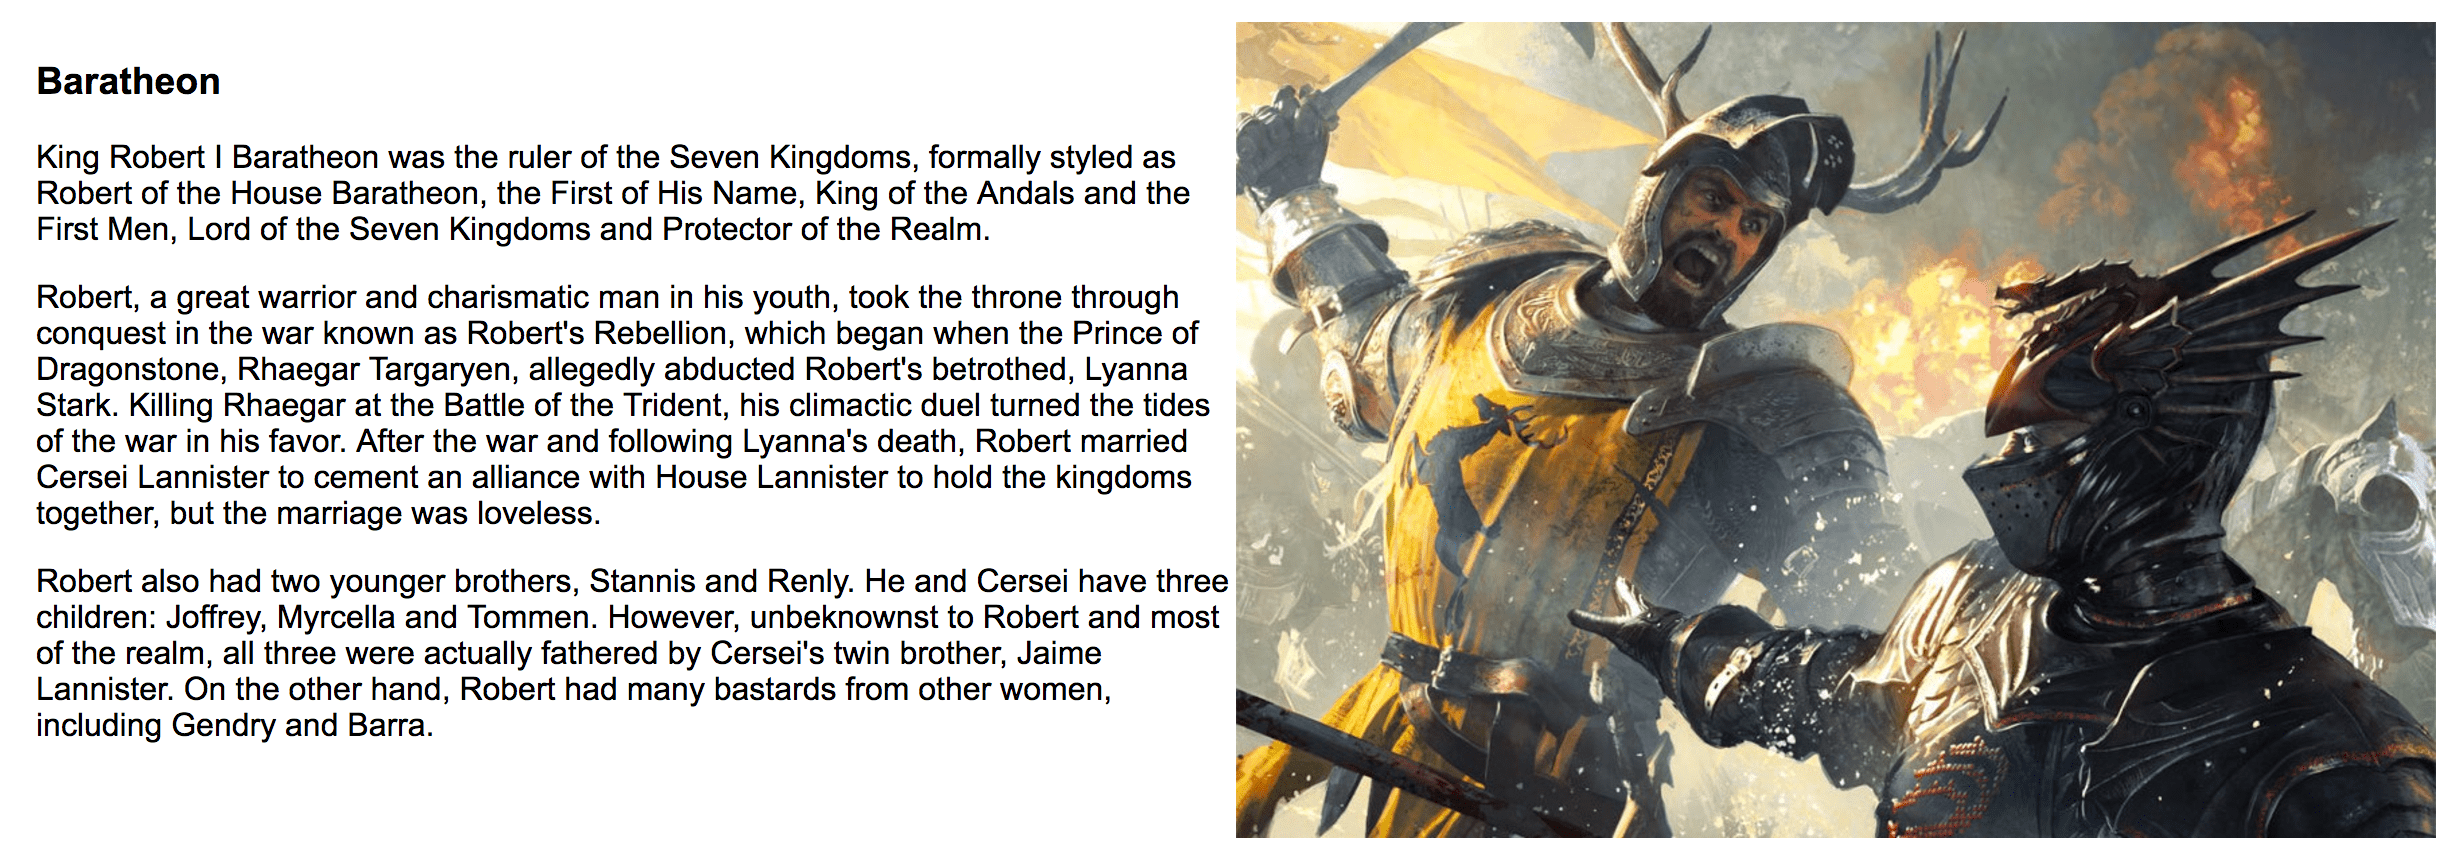 Baratheon
King Robert I Baratheon was the ruler of the Seven Kingdoms, formally styled as
Robert of the House Baratheon, the First of His Name, King of the Andals and the
First Men, Lord of the Seven Kingdoms and Protector of the Realm.
Robert, a great warrior and charismatic man in his youth, took the throne through
conquest in the war known as Robert's Rebellion, which began when the Prince of
Dragonstone, Rhaegar Targaryen, allegedly abducted Robert's betrothed, Lyanna
Stark. Killing Rhaegar at the Battle of the Trident, his climactic duel turned the tides
of the war in his favor. After the war and following Lyanna's death, Robert married
Cersei Lannister to cement an alliance with House Lannister to hold the kingdoms
together, but the marriage was loveless.
Robert also had two younger brothers, Stannis and Renly. He and Cersei have three
children: Joffrey, Myrcella and Tommen. However, unbeknownst to Robert and most
of the realm, all three were actually fathered by Cersei's twin brother, Jaime
Lannister. On the other hand, Robert had many bastards from other women,
including Gendry and Barra.